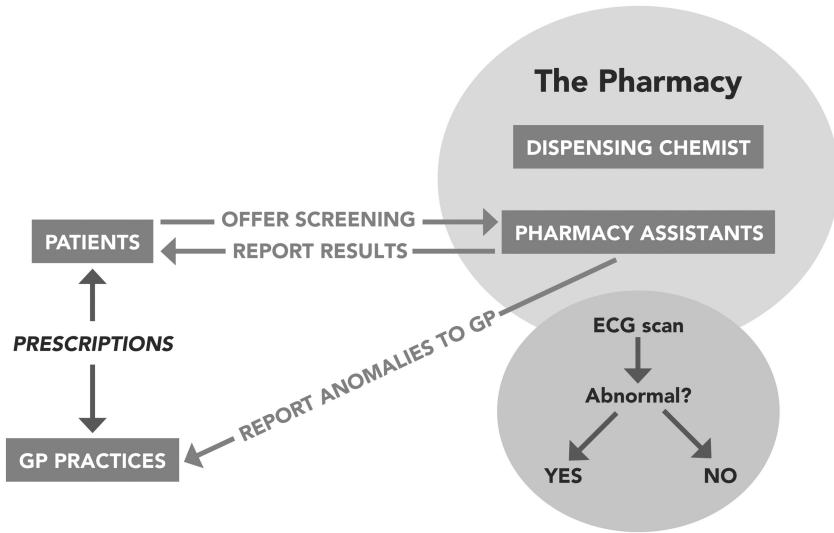 The Pharmacy
DISPENSING CHEMIST
OFFER SCREENING
PHARMACY ASSISTANTS
PATIENTS
REPORT RESULTS
PRESCRIPTIONS
REPORT ANOMALIES TO GP
ECG scan
Abnormal?
GP PRACTICES
YES
NO